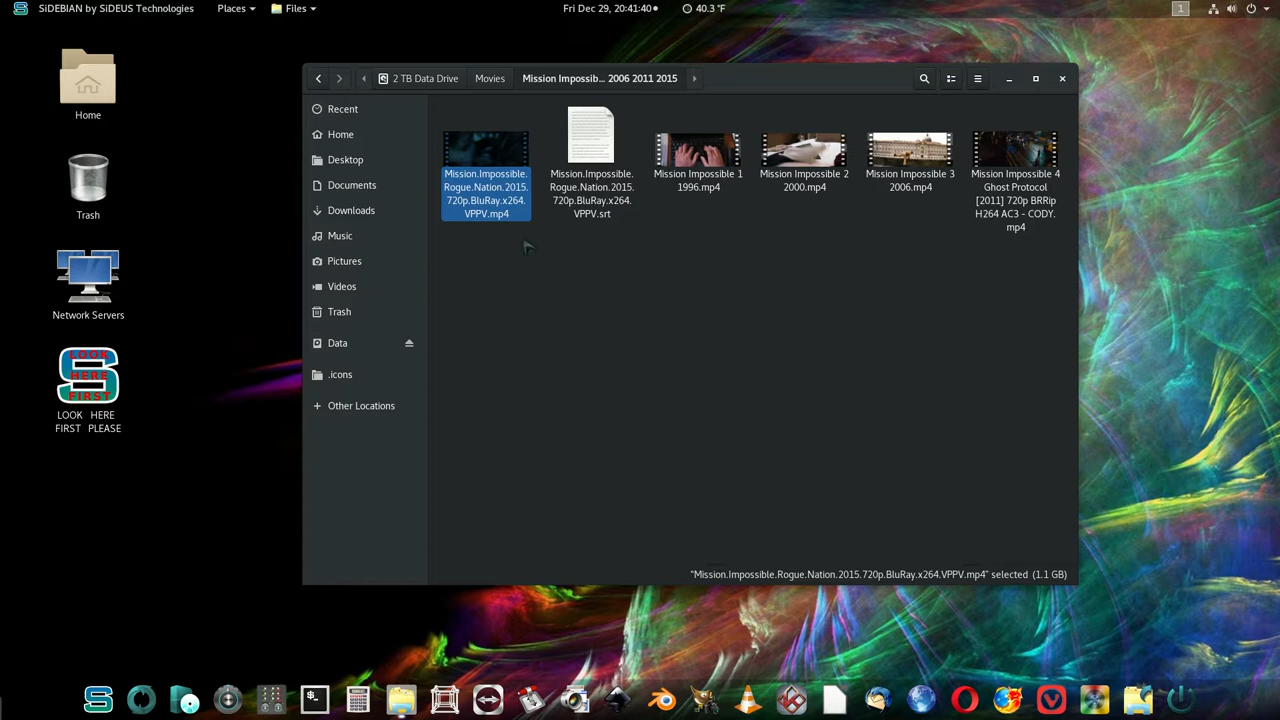 SiDEBIAN by SiDEUS Technologies
Places
Files
Fri Dec 29, 20:41:40
40.3 °F
1
Home
Trash
Network Servers
LOOK
HERE
FIRST
LOOK HERE
FIRST PLEASE
2 TB Data Drive
Movies
Mission Impossib... 2006 2011 2015
Recent
Home
Desktop
Documents
Downloads
Music
Pictures
Videos
Trash
Data
.icons
Other Locations
Mission.Impossible.
Rogue.Nation.2015.
720p.BluRay.x264.
VPPV.mp4
Mission.Impossible.
Rogue.Nation.2015.
720p.BluRay.x264.
VPPV.srt
Mission Impossible 1
1996.mp4
Mission Impossible 2
2000.mp4
Mission Impossible 3
2006.mp4
Mission Impossible 4
Ghost Protocol
[2011] 720p BRRip
H264 AC3 - CODY.
mp4
"Mission.Impossible.Rogue.Nation.2015.720p.BluRay.x264.VPPV.mp4" selected (1.1 GB)
$_